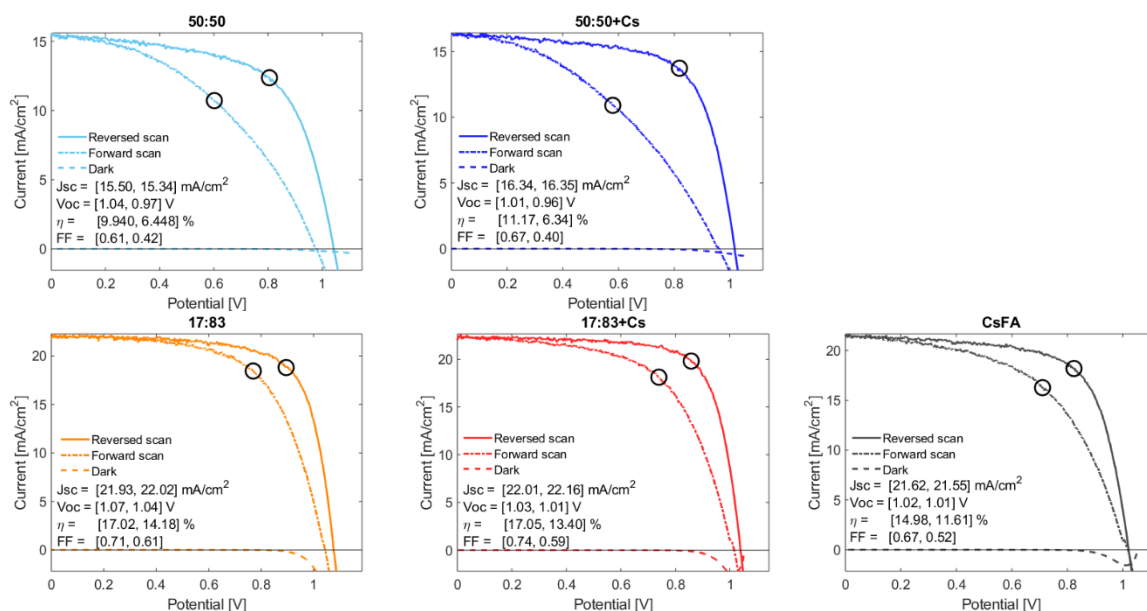 50:50
15
10
5
0
Current [mA/cm2]
Reversed scan
Forward scan
Dark
Jsc = [15.50, 15.34] mA/cm2
Voc = [1.04, 0.97] V
η = [9.940, 6.448] %
FF = [0.61, 0.42]
0 0.2 0.4 0.6 0.8 1
Potential [V]
50:50+Cs
15
10
5
0
Current [mA/cm2]
Reversed scan
Forward scan
Dark
Jsc = [16.34, 16.35] mA/cm2
Voc = [1.01, 0.96] V
η = [11.17, 6.34] %
FF = [0.67, 0.40]
0 0.2 0.4 0.6 0.8 1
Potential [V]
17:83
20
15
10
5
0
Current [mA/cm2]
Reversed scan
Forward scan
Dark
Jsc = [21.93, 22.02] mA/cm2
Voc = [1.07, 1.04] V
η = [17.02, 14.18] %
FF = [0.71, 0.61]
0 0.2 0.4 0.6 0.8 1
Potential [V]
17:83+Cs
20
15
10
5
0
Current [mA/cm2]
Reversed scan
Forward scan
Dark
Jsc = [22.01, 22.16] mA/cm2
Voc = [1.03, 1.01] V
η = [17.05, 13.40] %
FF = [0.74, 0.59]
0 0.2 0.4 0.6 0.8 1
Potential [V]
CsFA
20
15
10
5
0
Current [mA/cm2]
Reversed scan
Forward scan
Dark
Jsc = [21.62, 21.55] mA/cm2
Voc = [1.02, 1.01] V
η = [14.98, 11.61] %
FF = [0.67, 0.52]
0 0.2 0.4 0.6 0.8 1
Potential [V]